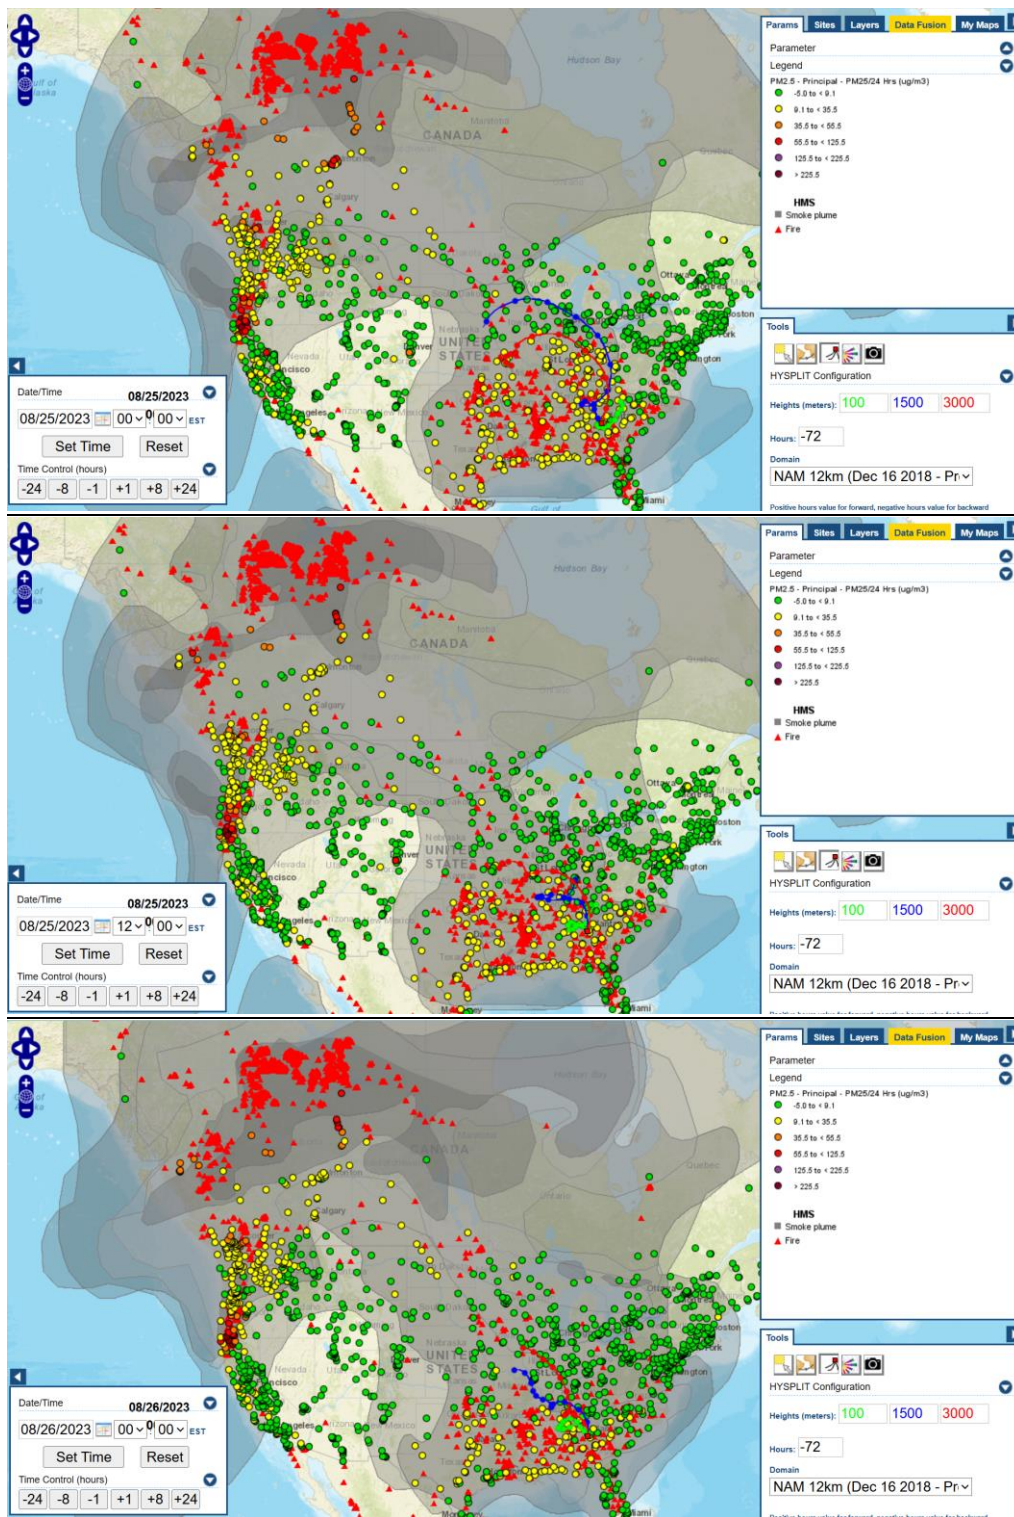 Params Sites Layers Data Fusion My Maps
Parameter
Legend
PM2.5 - Principal - PM25/24 Hrs (ug/m3)
-5.0 to < 9.1
9.1 to < 35.5
35.5 to < 55.5
55.5 to < 125.5
125.5 to < 225.5
> 225.5
HMS
Smoke plume
Fire
Hudson Bay
CANADA
Manitoba
Quebec
Ontario
Calgary
Ottawa
Nebraska
UNITED
STATES
Denver
Nevada
Texas
Miami
Gulf of
Tools
HYSPLIT Configuration
Heights (meters): 100 1500 3000
Hours: -72
Domain
NAM 12km (Dec 16 2018 - Pr
Positive hours value for forward, negative hours value for backward
Date/Time 08/25/2023
08/25/2023 00 00 EST
Set Time Reset
Time Control (hours)
-24 -8 -1 +1 +8 +24
Params Sites Layers Data Fusion My Maps
Parameter
Legend
PM2.5 - Principal - PM25/24 Hrs (ug/m3)
-5.0 to < 9.1
9.1 to < 35.5
35.5 to < 55.5
55.5 to < 125.5
125.5 to < 225.5
> 225.5
HMS
Smoke plume
Fire
Hudson Bay
CANADA
Manitoba
Quebec
Calgary
Ottawa
Nevada
Miami
Tools
HYSPLIT Configuration
Heights (meters): 100 1500 3000
Hours: -72
Domain
NAM 12km (Dec 16 2018 - Pr
Date/Time 08/25/2023
08/25/2023 12 00 EST
Set Time Reset
Time Control (hours)
-24 -8 -1 +1 +8 +24
Params Sites Layers Data Fusion My Maps
Parameter
Legend
PM2.5 - Principal - PM25/24 Hrs (ug/m3)
-5.0 to < 9.1
9.1 to < 35.5
35.5 to < 55.5
55.5 to < 125.5
125.5 to < 225.5
> 225.5
HMS
Smoke plume
Fire
Hudson Bay
CANADA
Quebec
Ontario
Calgary
Nevada
Miami
Tools
HYSPLIT Configuration
Heights (meters): 100 1500 3000
Hours: -72
Domain
NAM 12km (Dec 16 2018 - Pr
Date/Time 08/26/2023
08/26/2023 00 00 EST
Set Time Reset
Time Control (hours)
-24 -8 -1 +1 +8 +24